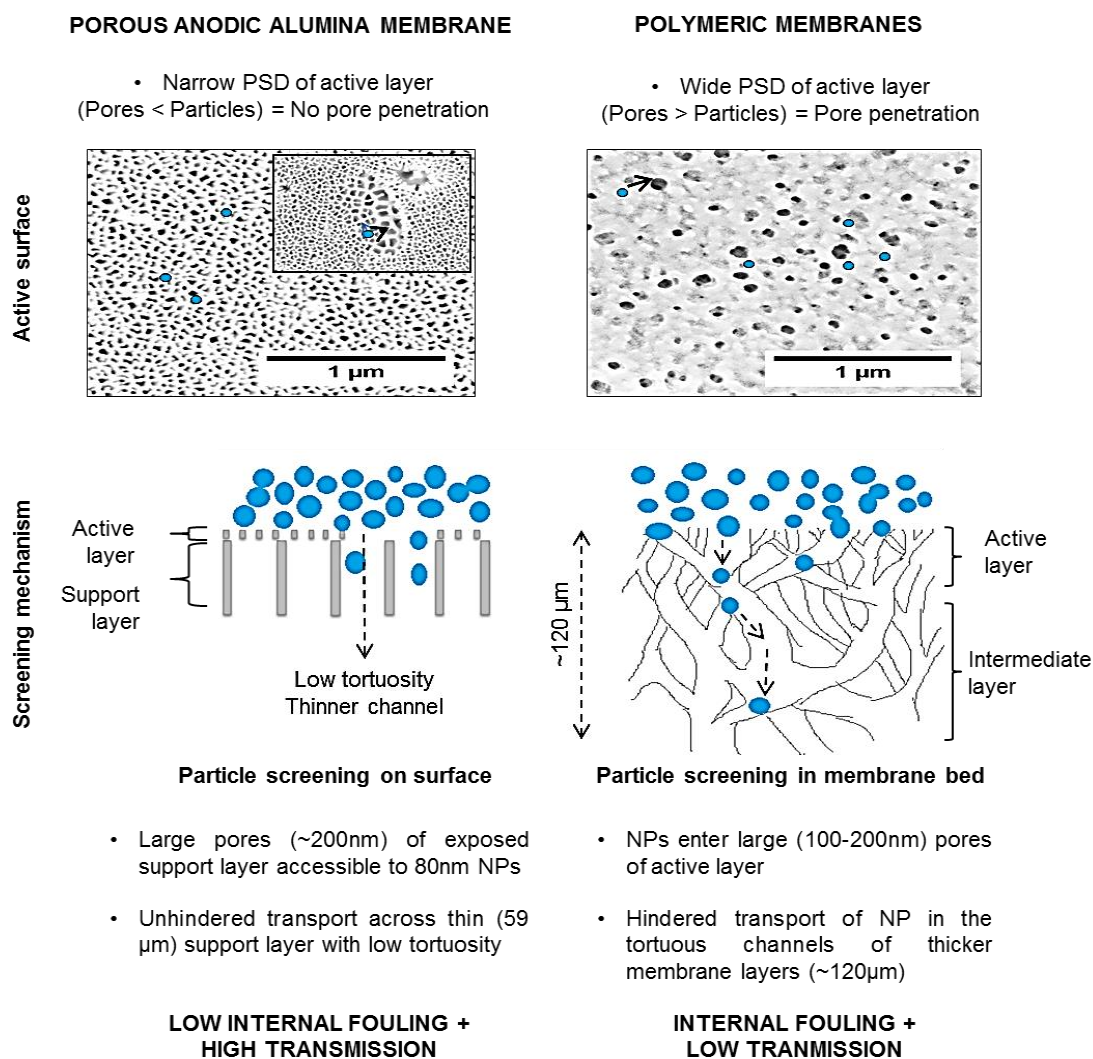 POROUS ANODIC ALUMINA MEMBRANE
• Narrow PSD of active layer
(Pores < Particles) = No pore penetration
POLYMERIC MEMBRANES
• Wide PSD of active layer
(Pores > Particles) = Pore penetration
Active surface
1 µm
1 µm
Screening mechanism
Active
layer
Support
layer
Low tortuosity
Thinner channel
~120 µm
Active
layer
Intermediate
layer
Particle screening on surface
• Large pores (~200nm) of exposed
support layer accessible to 80nm NPs
• Unhindered transport across thin (59
µm) support layer with low tortuosity
LOW INTERNAL FOULING +
HIGH TRANSMISSION
Particle screening in membrane bed
• NPs enter large (100-200nm) pores
of active layer
• Hindered transport of NP in the
tortuous channels of thicker
membrane layers (~120µm)
INTERNAL FOULING +
LOW TRANMISSION